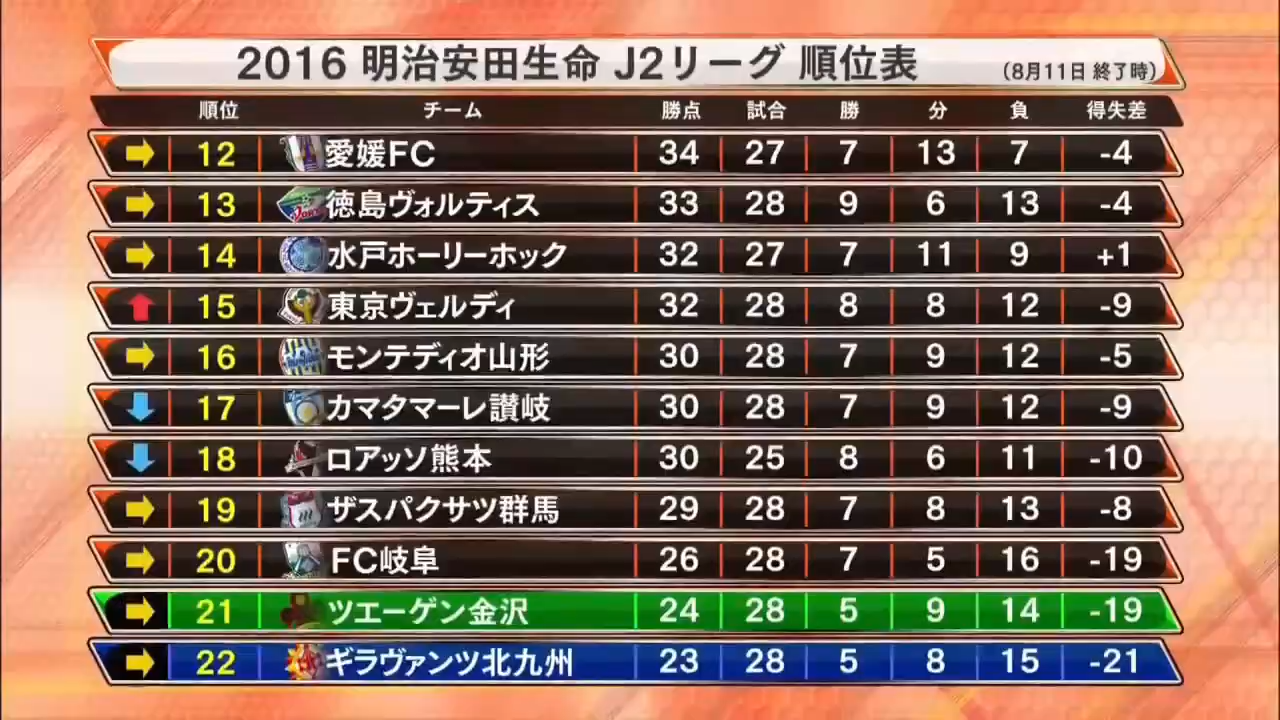 2016 明治安田生命 J2リーグ 順位表 (8月11日 終了時)
順位 チーム 勝点 試合 勝 分 負 得失差
12 愛媛FC 34 27 7 13 7 -4
13 徳島ヴォルティス 33 28 9 6 13 -4
14 水戸ホーリーホック 32 27 7 11 9 +1
15 東京ヴェルディ 32 28 8 8 12 -9
16 モンテディオ山形 30 28 7 9 12 -5
17 カマタマーレ讃岐 30 28 7 9 12 -9
18 ロアッソ熊本 30 25 8 6 11 -10
19 ザスパクサツ群馬 29 28 7 8 13 -8
20 FC岐阜 26 28 7 5 16 -19
21 ツエーゲン金沢 24 28 5 9 14 -19
22 ギラヴァンツ北九州 23 28 5 8 15 -21